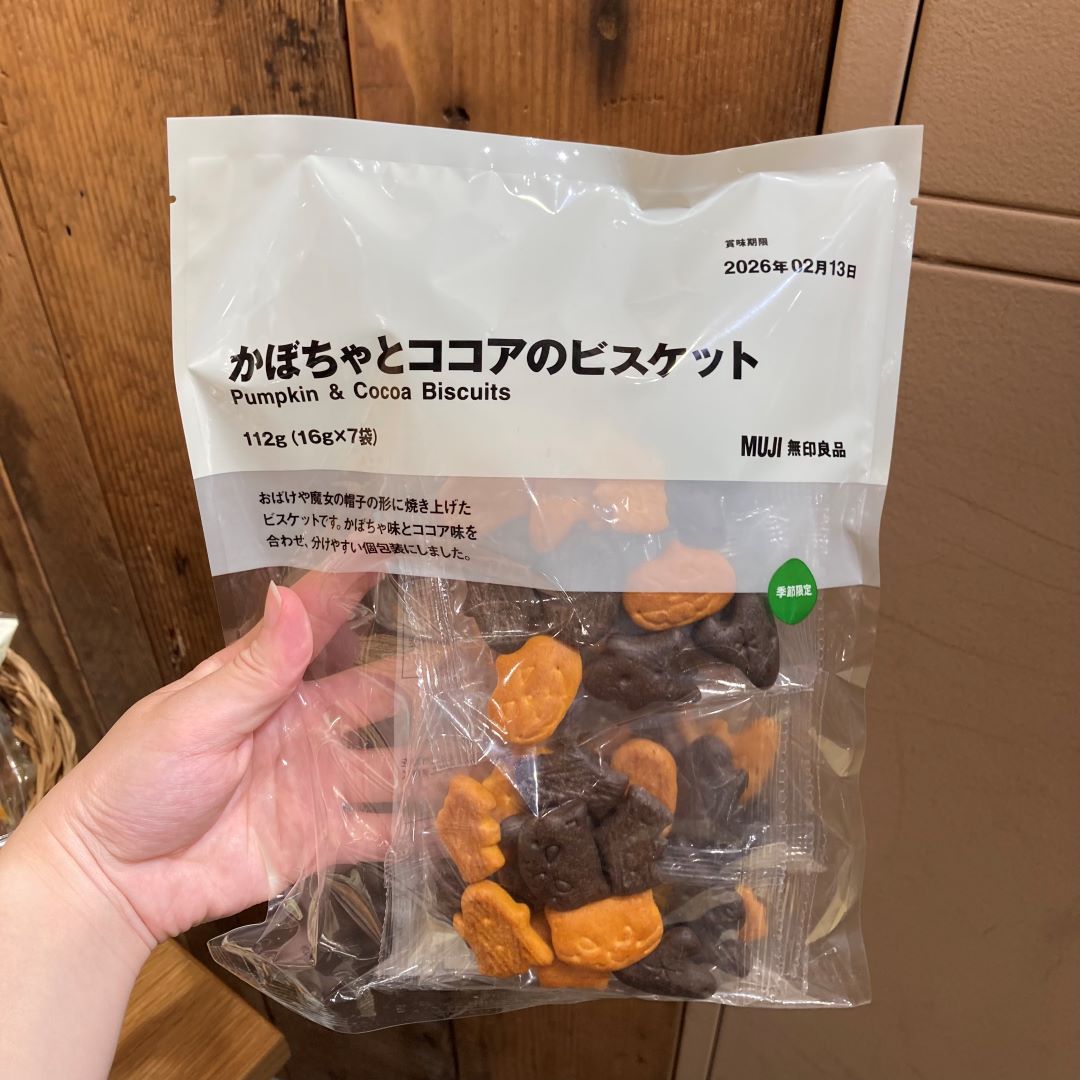 賞味期限
2026年02月13日
かぼちゃとココアのビスケット
Pumpkin & Cocoa Biscuits
112g (16g×7袋)
MUJI 無印良品
おばけや魔女の帽子の形に焼き上げた
ビスケットです。かぼちゃ味とココア味を
合わせ、分けやすい個包装にしました。
季節限定